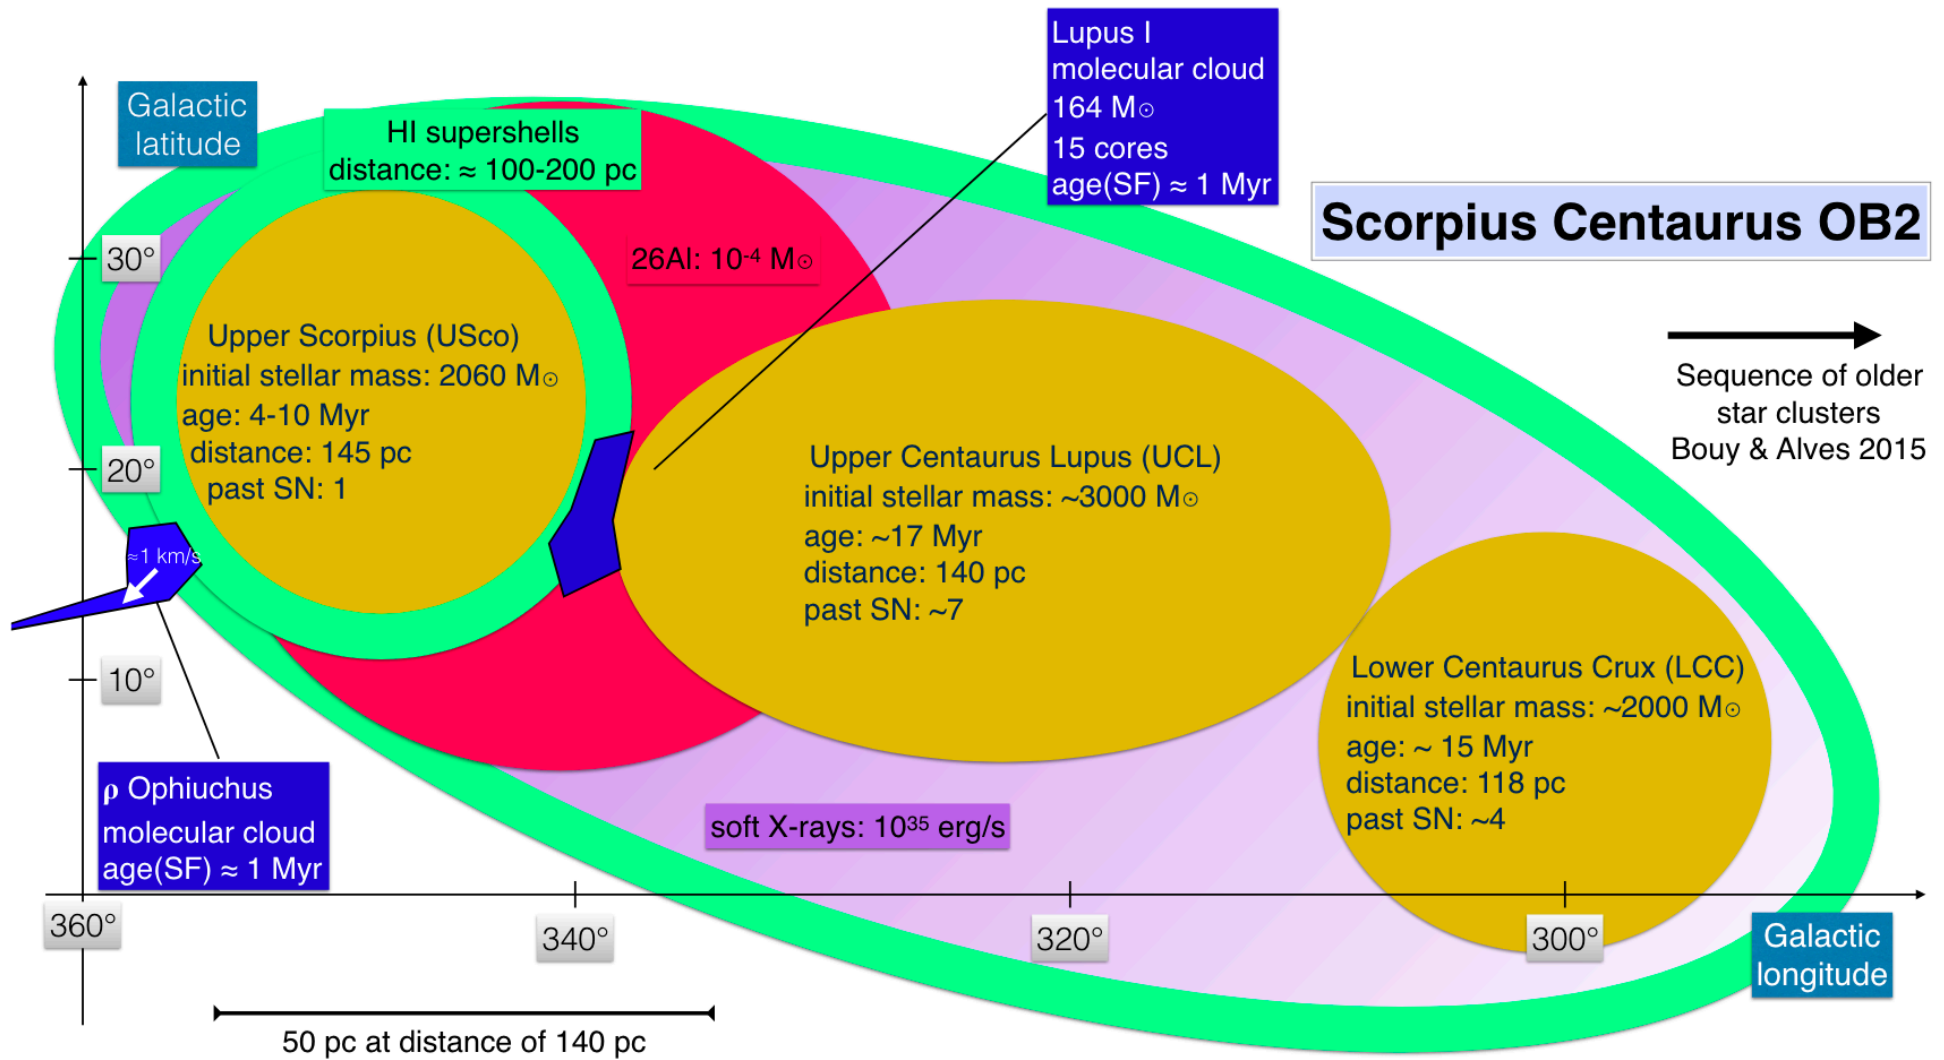 Galactic
latitude
HI supershells
distance: ≈ 100-200 pc
Lupus I
molecular cloud
164 M☉
15 cores
age(SF) ≈ 1 Myr
Scorpius Centaurus OB2
30°
26Al: 10⁻⁴ M☉
Upper Scorpius (USco)
initial stellar mass: 2060 M☉
age: 4-10 Myr
distance: 145 pc
past SN: 1
Sequence of older
star clusters
Bouy & Alves 2015
20°
Upper Centaurus Lupus (UCL)
initial stellar mass: ~3000 M☉
age: ~17 Myr
distance: 140 pc
past SN: ~7
≈1 km/s
10°
Lower Centaurus Crux (LCC)
initial stellar mass: ~2000 M☉
age: ~ 15 Myr
distance: 118 pc
past SN: ~4
ρ Ophiuchus
molecular cloud
age(SF) ≈ 1 Myr
soft X-rays: 10³⁵ erg/s
360°
340°
320°
300°
Galactic
longitude
50 pc at distance of 140 pc